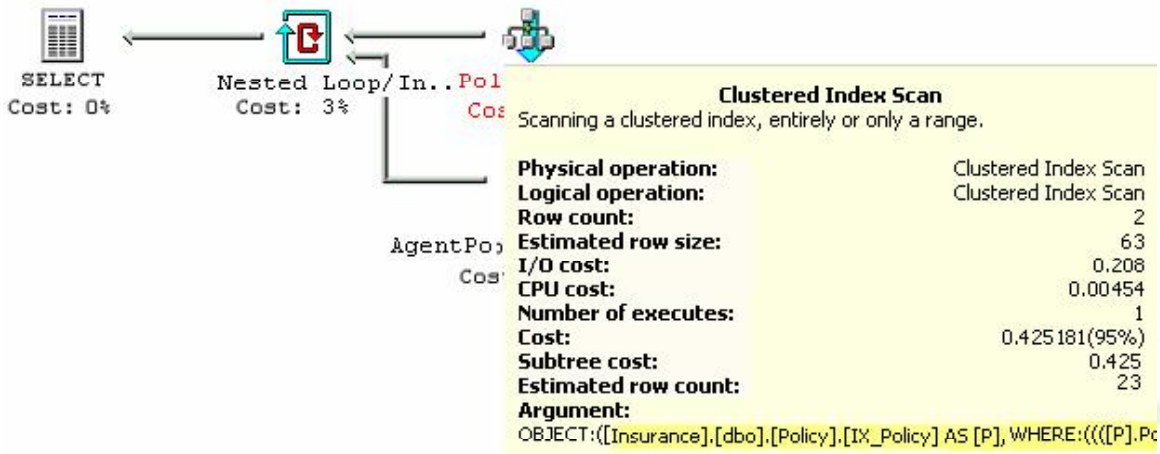 SELECT
Cost: 0%
Nested Loop/In..
Cost: 3%
Pol
Cos
AgentPo
Cos
Clustered Index Scan
Scanning a clustered index, entirely or only a range.
Physical operation: Clustered Index Scan
Logical operation: Clustered Index Scan
Row count: 2
Estimated row size: 63
I/O cost: 0.208
CPU cost: 0.00454
Number of executes: 1
Cost: 0.425181(95%)
Subtree cost: 0.425
Estimated row count: 23
Argument:
OBJECT:([Insurance].[dbo].[Policy].[IX_Policy] AS [P], WHERE:((([P].Po